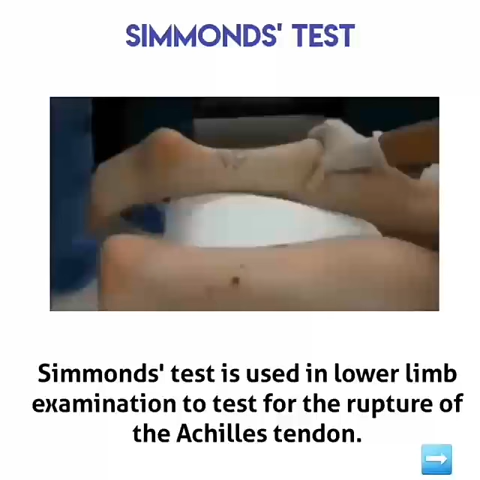 SIMMONDS' TEST
Simmonds' test is used in lower limb
examination to test for the rupture of
the Achilles tendon.